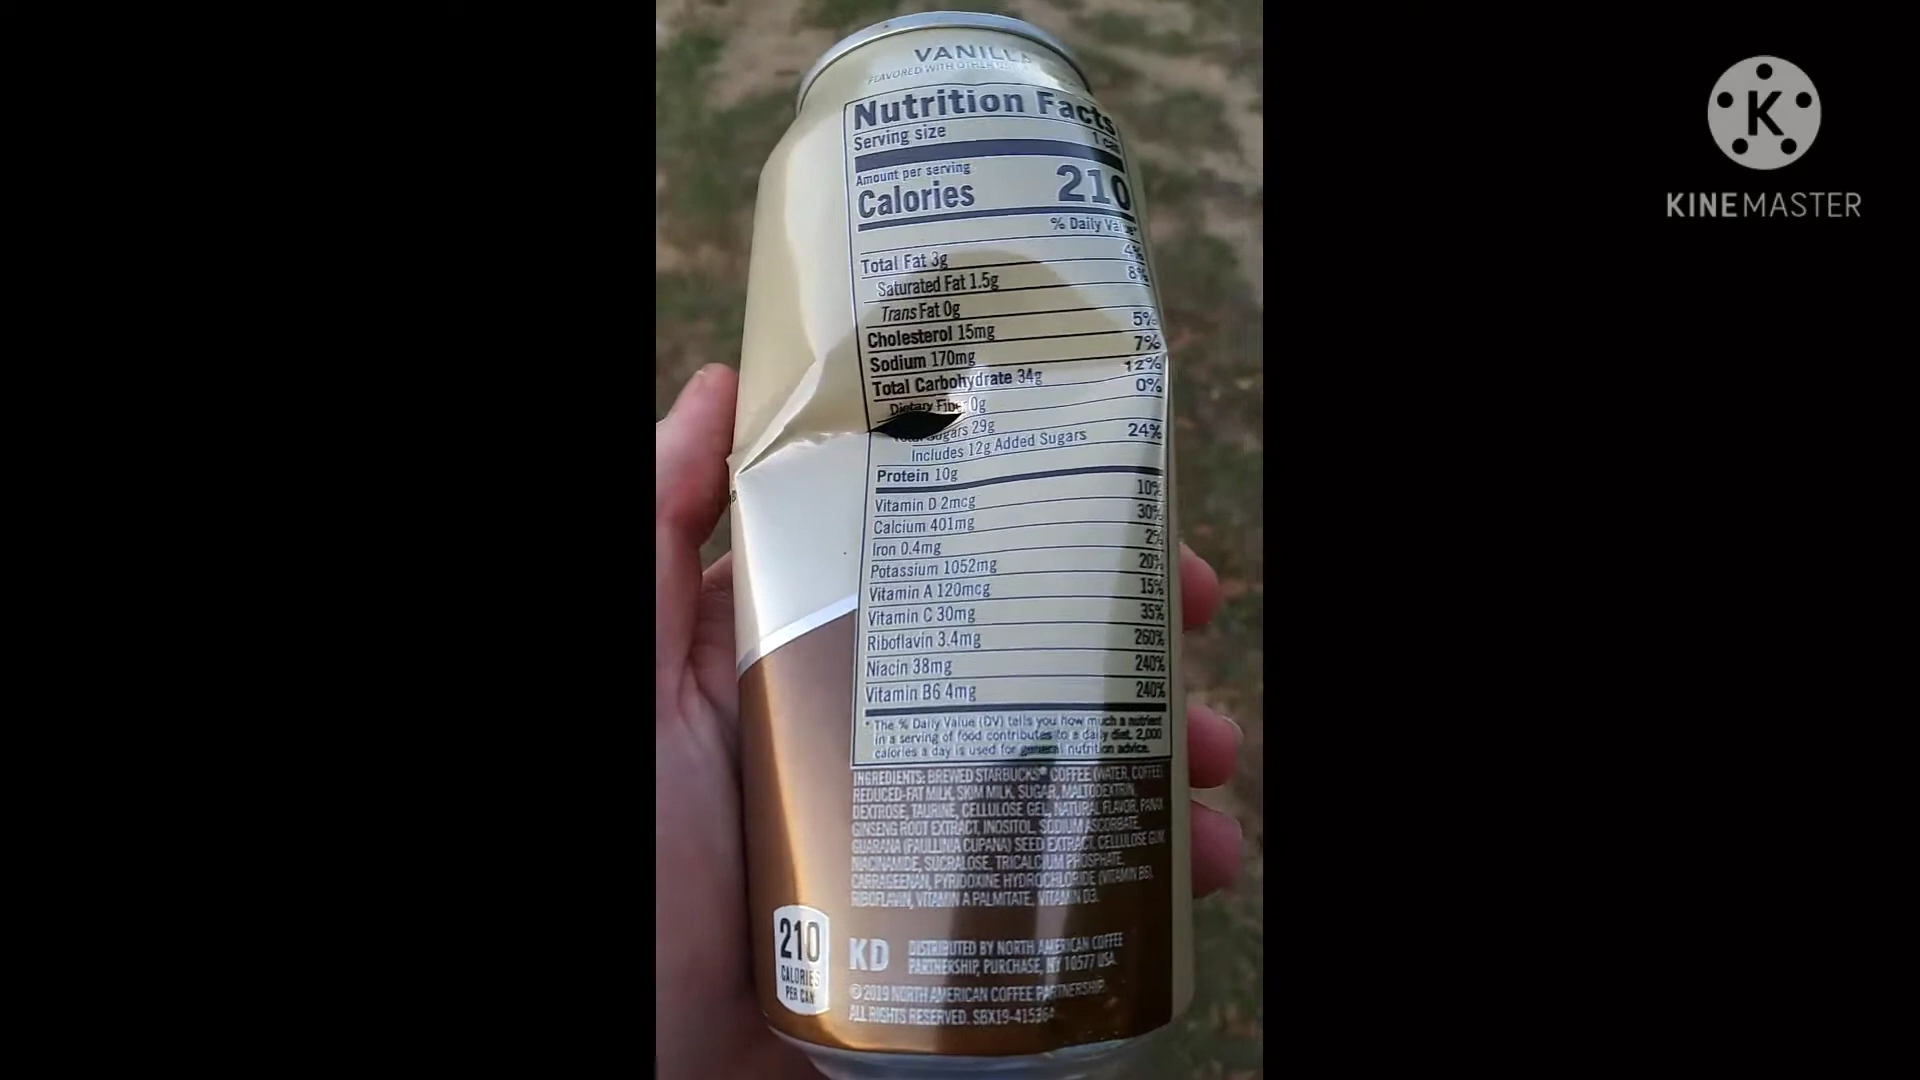 VANILLA
FLAVORED WITH OTHER
Nutrition Facts
Serving size 1 can
Amount per serving
Calories 210
% Daily Value*
Total Fat 3g 4%
Saturated Fat 1.5g 8%
Trans Fat 0g
Cholesterol 15mg 5%
Sodium 170mg 7%
Total Carbohydrate 34g 12%
Dietary Fiber 0g 0%
Total Sugars 29g
Includes 12g Added Sugars 24%
Protein 10g
Vitamin D 2mcg 10%
Calcium 401mg 30%
Iron 0.4mg 2%
Potassium 1052mg 20%
Vitamin A 120mcg 15%
Vitamin C 30mg 35%
Riboflavin 3.4mg 260%
Niacin 38mg 240%
Vitamin B6 4mg 240%
* The % Daily Value (DV) tells you how much a nutrient
in a serving of food contributes to a daily diet. 2,000
calories a day is used for general nutrition advice.
INGREDIENTS: BREWED STARBUCKS® COFFEE (WATER, COFFEE)
REDUCED-FAT MILK, SKIM MILK, SUGAR, MALTODEXTRIN,
DEXTROSE, TAURINE, CELLULOSE GEL, NATURAL FLAVOR, PANAX
GINSENG ROOT EXTRACT, INOSITOL, SODIUM ASCORBATE,
GUARANA (PAULLINIA CUPANA) SEED EXTRACT, CELLULOSE GUM,
NIACINAMIDE, SUCRALOSE, TRICALCIUM PHOSPHATE,
CARRAGEENAN, PYRIDOXINE HYDROCHLORIDE (VITAMIN B6),
RIBOFLAVIN, VITAMIN A PALMITATE, VITAMIN D3.
210
CALORIES
PER CAN
KD
DISTRIBUTED BY NORTH AMERICAN COFFEE
PARTNERSHIP, PURCHASE, NY 10577 USA.
© 2019 NORTH AMERICAN COFFEE PARTNERSHIP.
ALL RIGHTS RESERVED. SBX19-415364
K
KINEMASTER